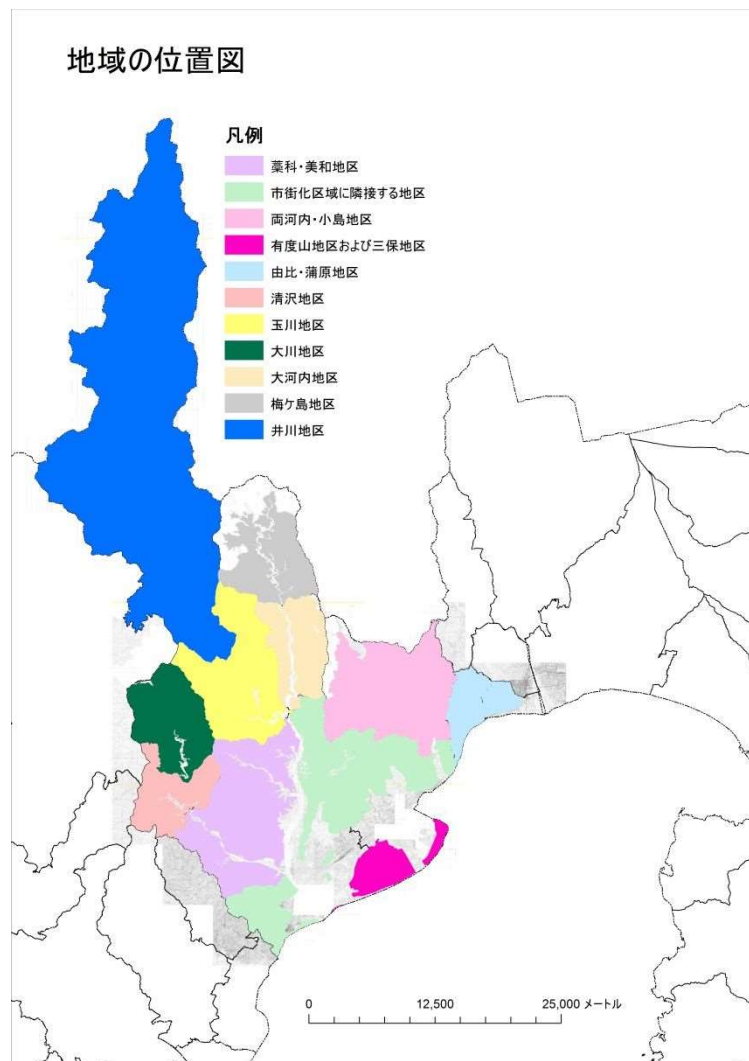 地域の位置図
凡例
藁科・美和地区
市街化区域に隣接する地区
両河内・小島地区
有度山地区および三保地区
由比・蒲原地区
清沢地区
玉川地区
大川地区
大河内地区
梅ケ島地区
井川地区
0 12,500 25,000 メートル